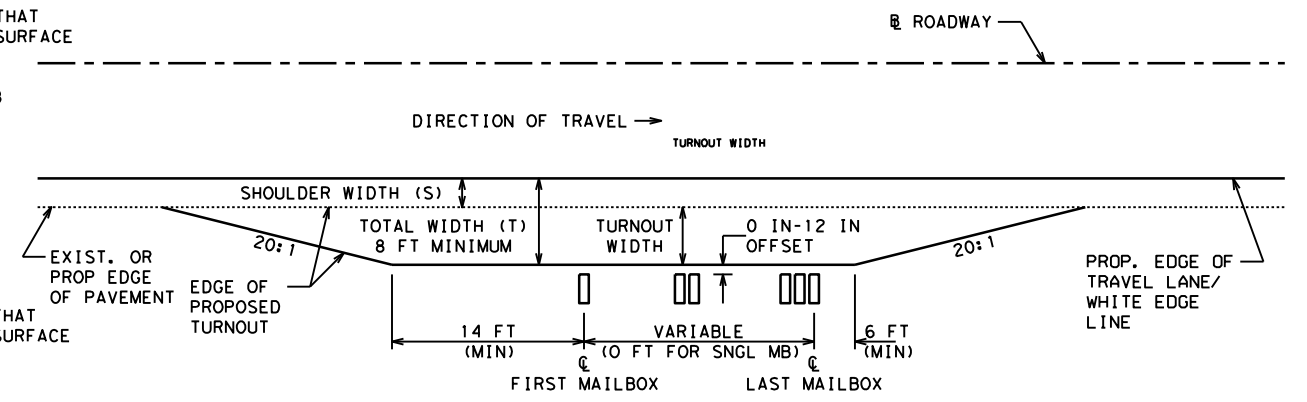 THAT
SURFACE
℄ ROADWAY
DIRECTION OF TRAVEL
TURNOUT WIDTH
SHOULDER WIDTH (S)
TOTAL WIDTH (T)
8 FT MINIMUM
TURNOUT
WIDTH
0 IN-12 IN
OFFSET
20:1
20:1
EXIST. OR
PROP EDGE
OF PAVEMENT
EDGE OF
PROPOSED
TURNOUT
PROP. EDGE OF
TRAVEL LANE/
WHITE EDGE
LINE
THAT
SURFACE
14 FT
(MIN)
VARIABLE
(0 FT FOR SNGL MB)
6 FT
(MIN)
℄
FIRST MAILBOX
℄
LAST MAILBOX